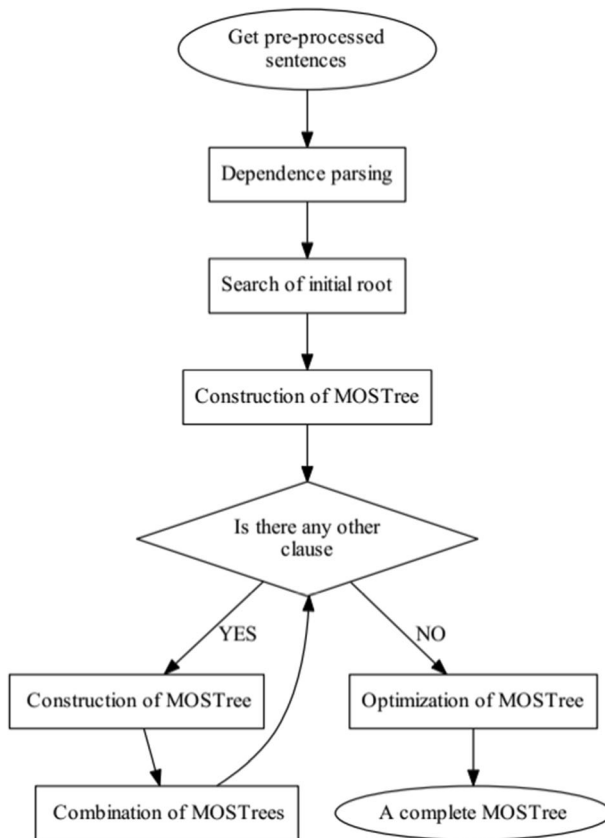 Get pre-processed
sentences
Dependence parsing
Search of initial root
Construction of MOSTree
Is there any other
clause
YES
NO
Construction of MOSTree
Optimization of MOSTree
Combination of MOSTrees
A complete MOSTree